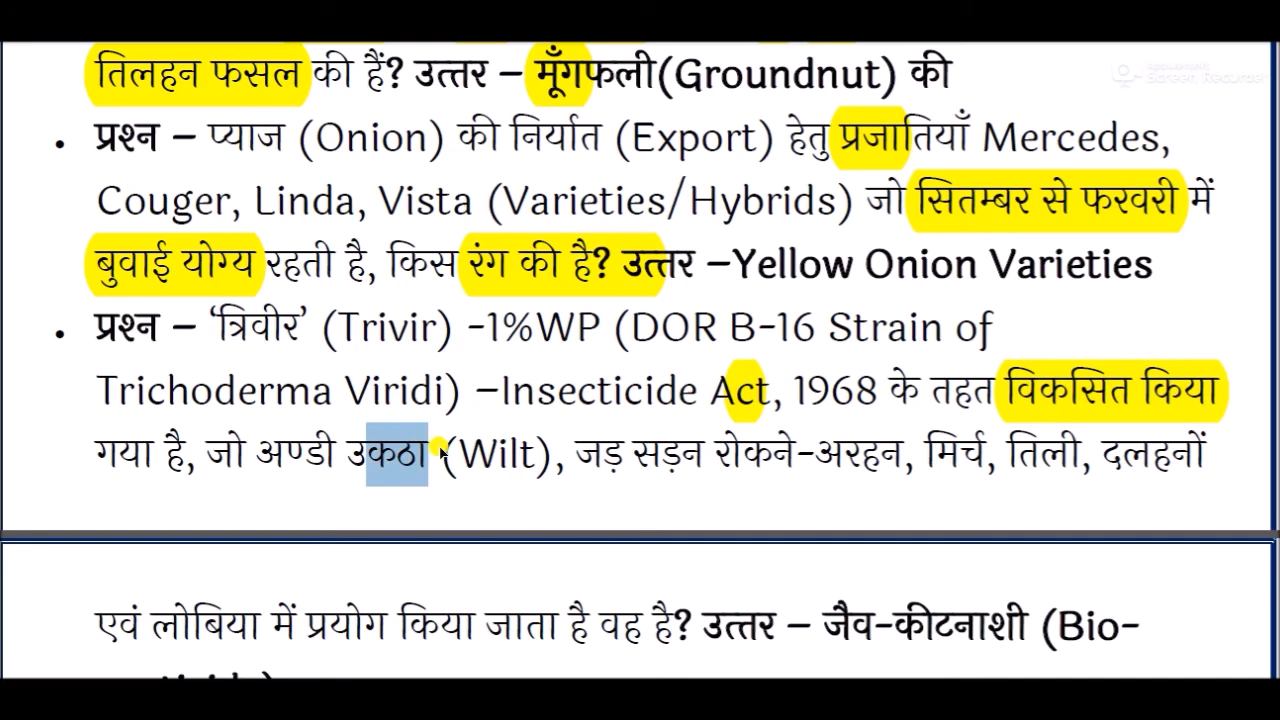 तिलहन फसल की हैं? उत्तर – मूँगफली(Groundnut) की
• प्रश्न – प्याज (Onion) की निर्यात (Export) हेतु प्रजातियाँ Mercedes,
Couger, Linda, Vista (Varieties/Hybrids) जो सितम्बर से फरवरी में
बुवाई योग्य रहती है, किस रंग की है? उत्तर –Yellow Onion Varieties
• प्रश्न – ‘त्रिवीर’ (Trivir) -1%WP (DOR B-16 Strain of
Trichoderma Viridi) –Insecticide Act, 1968 के तहत विकसित किया
गया है, जो अण्डी उकठा (Wilt), जड़ सड़न रोकने-अरहन, मिर्च, तिली, दलहनों
एवं लोबिया में प्रयोग किया जाता है वह है? उत्तर – जैव-कीटनाशी (Bio-
Screen Recorder